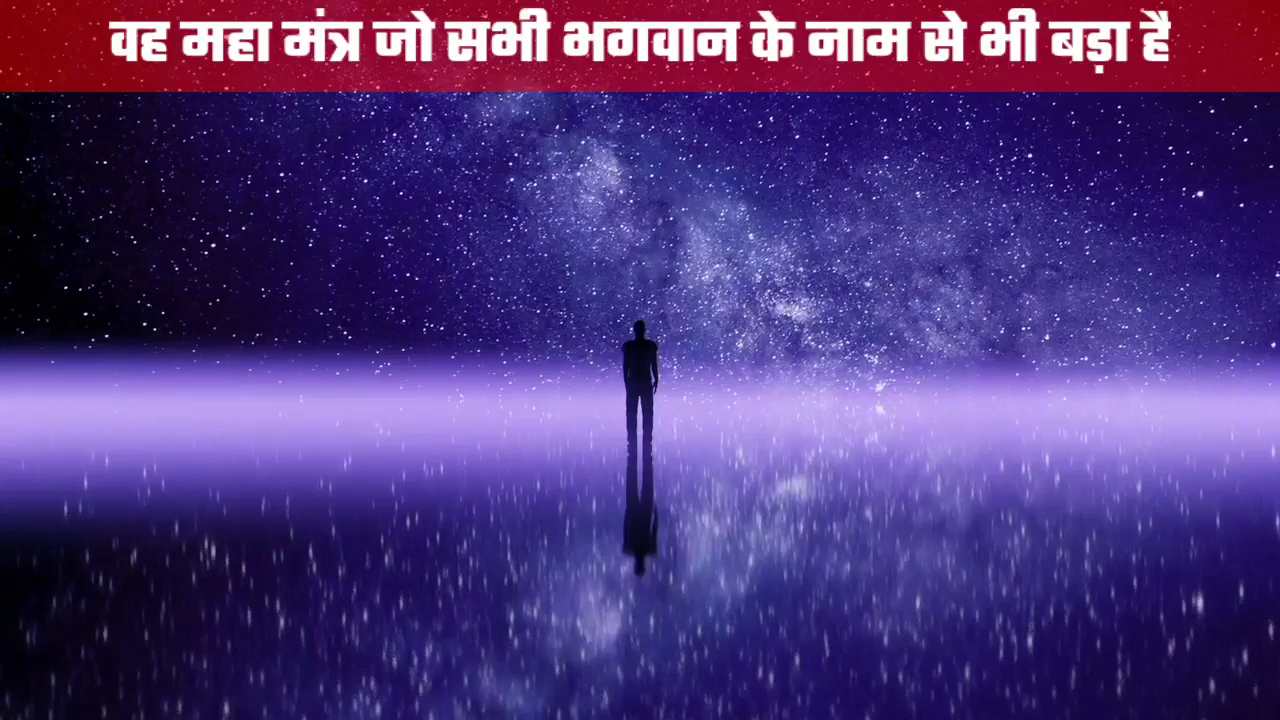 वह महा मंत्र जो सभी भगवान के नाम से भी बड़ा है